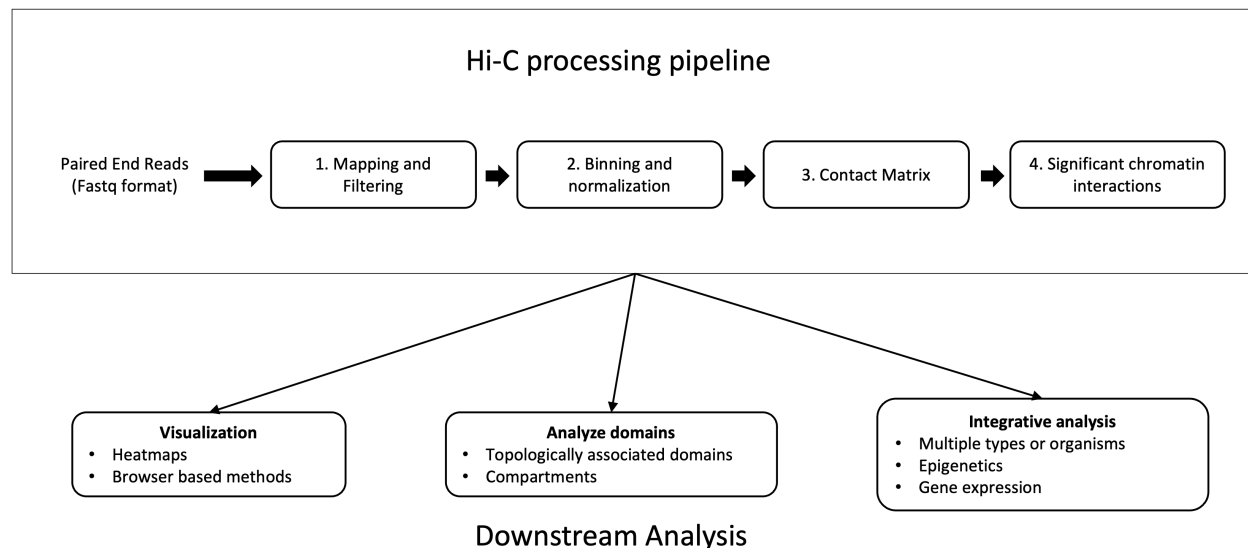 Hi-C processing pipeline
Paired End Reads
(Fastq format)
1. Mapping and
Filtering
2. Binning and
normalization
3. Contact Matrix
4. Significant chromatin
interactions
Visualization
• Heatmaps
• Browser based methods
Analyze domains
• Topologically associated domains
• Compartments
Integrative analysis
• Multiple types or organisms
• Epigenetics
• Gene expression
Downstream Analysis